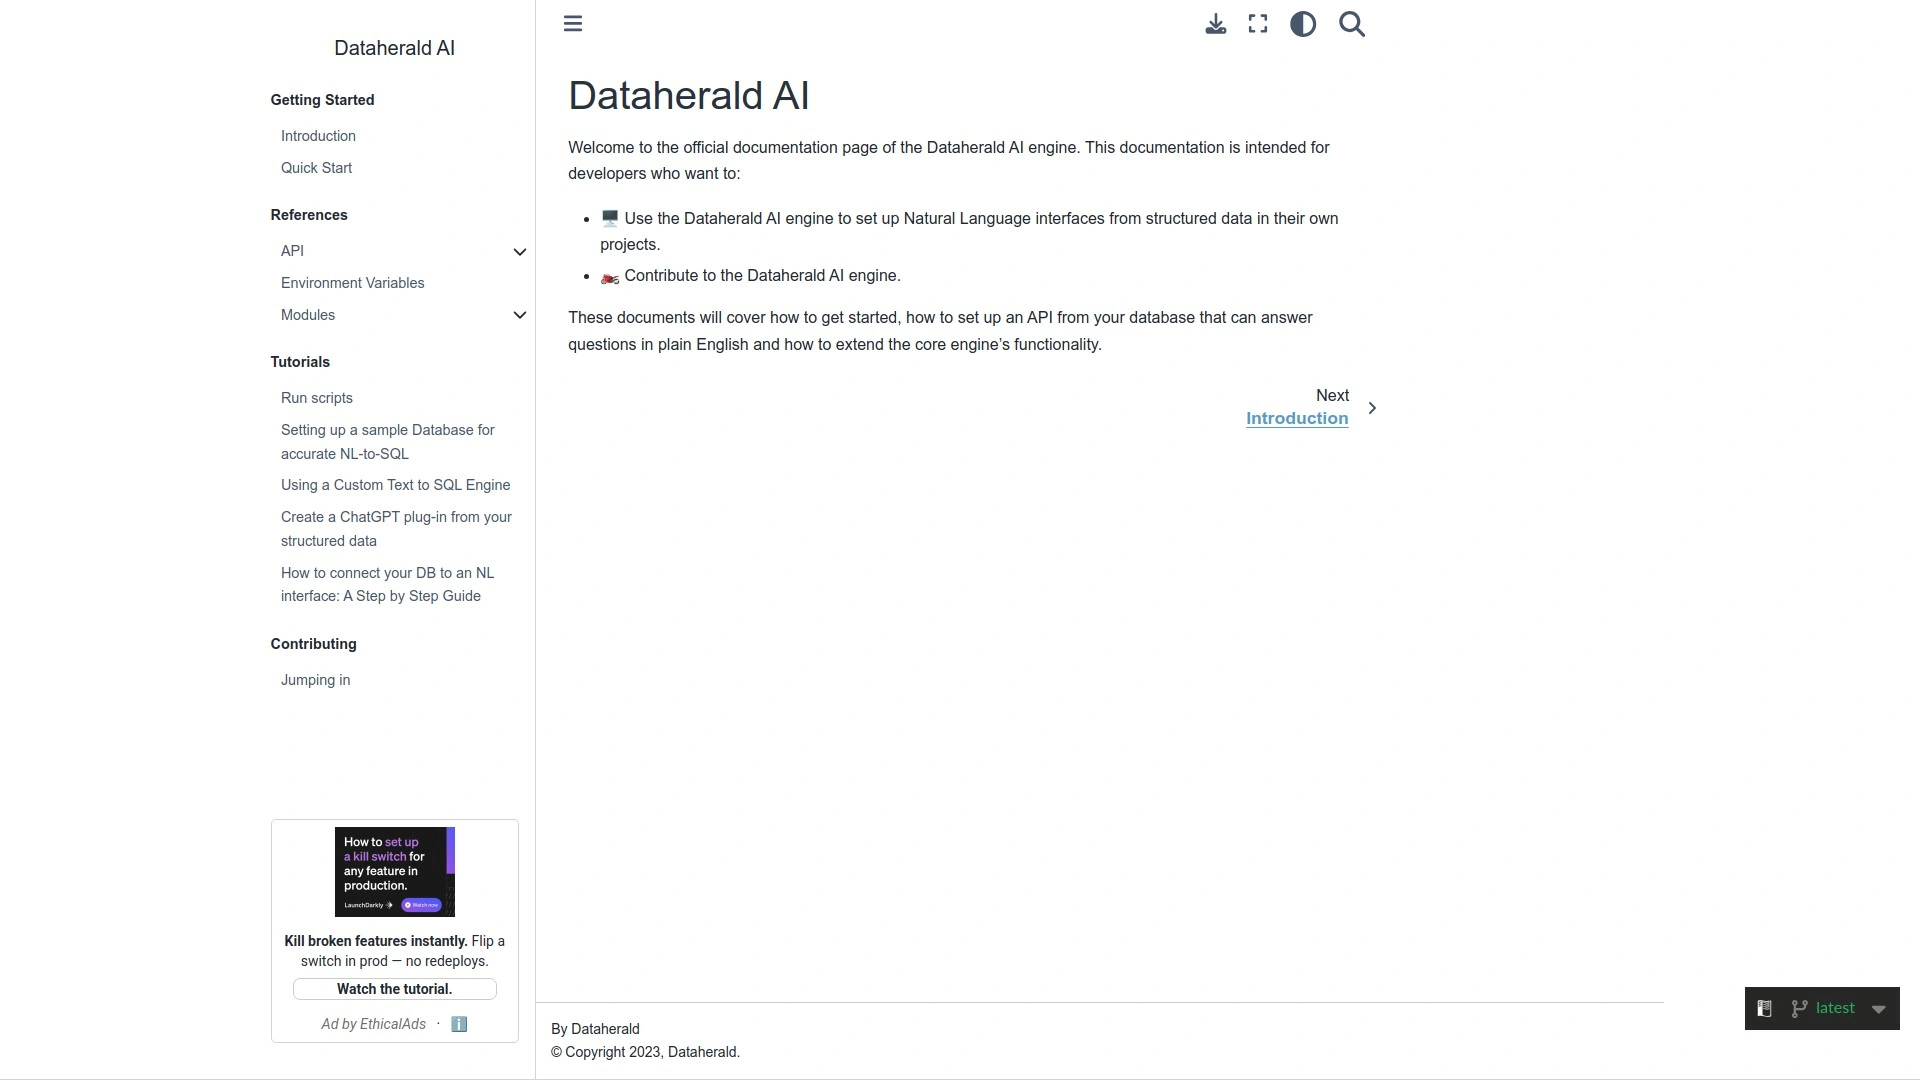 Dataherald AI
Getting Started
Introduction
Quick Start
References
API
Environment Variables
Modules
Tutorials
Run scripts
Setting up a sample Database for
accurate NL-to-SQL
Using a Custom Text to SQL Engine
Create a ChatGPT plug-in from your
structured data
How to connect your DB to an NL
interface: A Step by Step Guide
Contributing
Jumping in
How to set up
a kill switch for
any feature in
production.
LaunchDarkly
Watch now
Kill broken features instantly. Flip a
switch in prod — no redeploys.
Watch the tutorial.
Ad by EthicalAds · ℹ️
Dataherald AI
Welcome to the official documentation page of the Dataherald AI engine. This documentation is intended for
developers who want to:
• 🖥️ Use the Dataherald AI engine to set up Natural Language interfaces from structured data in their own
projects.
• 🏍️ Contribute to the Dataherald AI engine.
These documents will cover how to get started, how to set up an API from your database that can answer
questions in plain English and how to extend the core engine’s functionality.
Next
Introduction
By Dataherald
© Copyright 2023, Dataherald.
latest